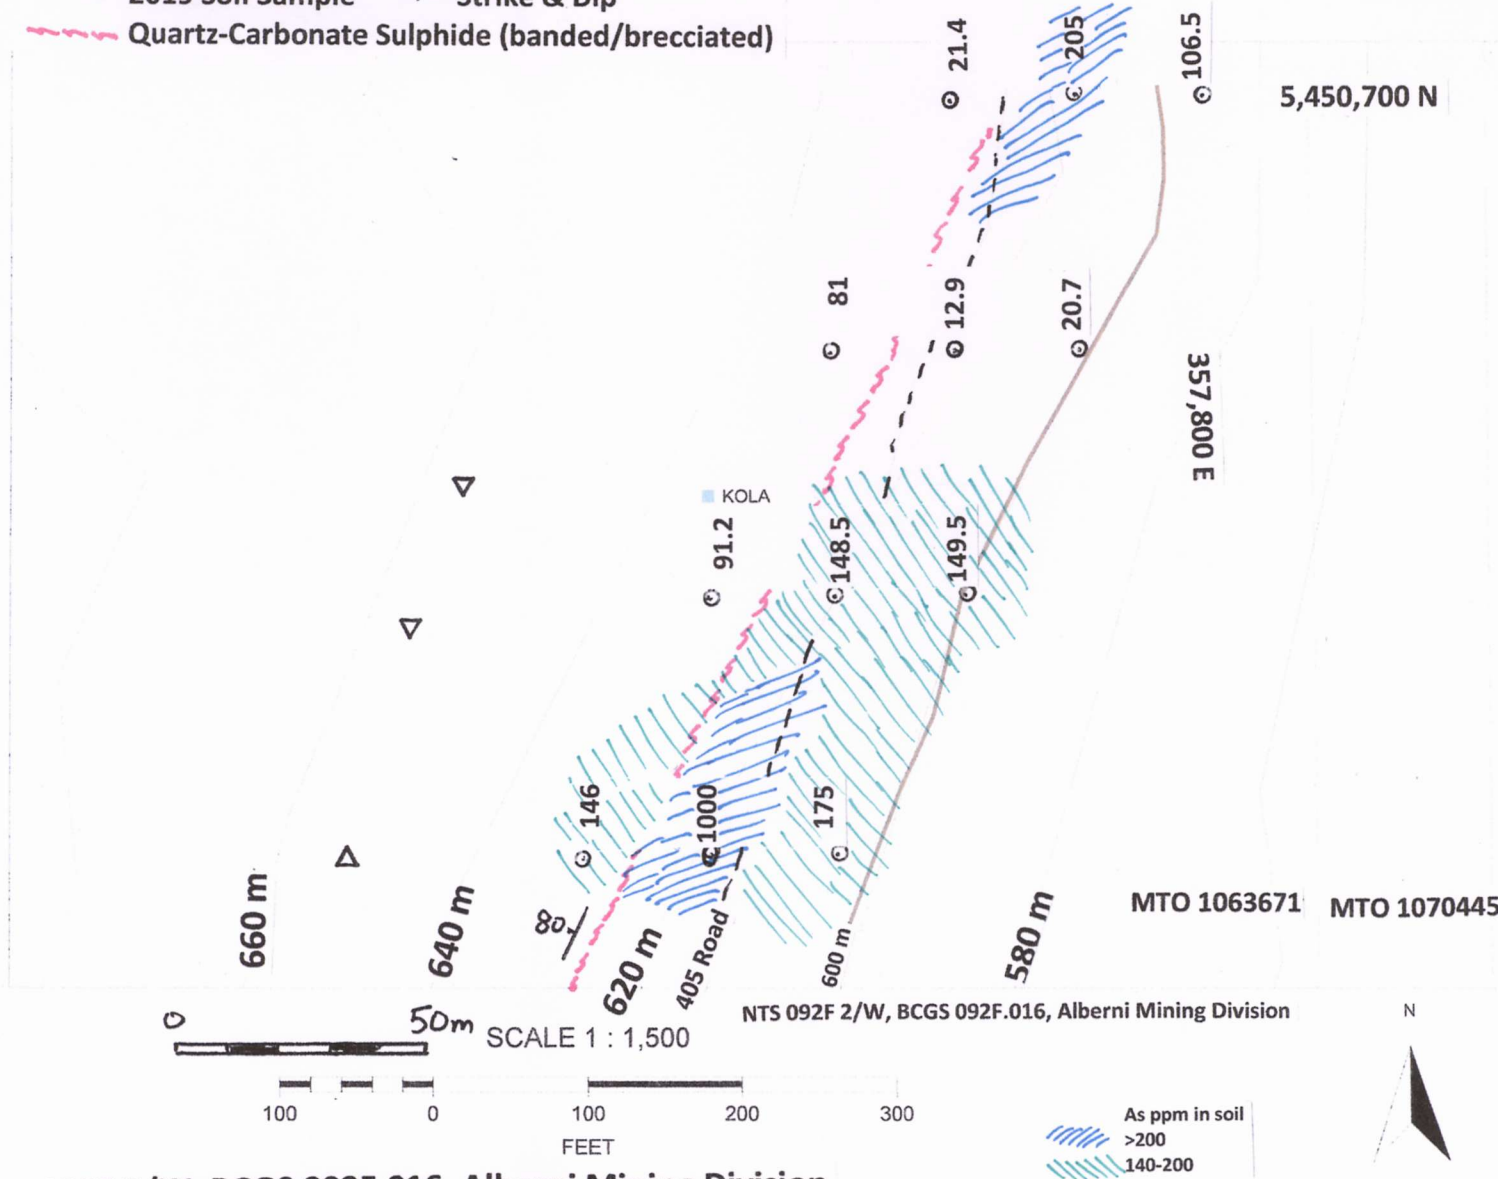 Quartz-Carbonate Sulphide (banded/brecciated)
21.4
205
106.5
5,450,700 N
81
12.9
20.7
357,800 E
KOLA
91.2
148.5
149.5
146
1000
175
660 m
640 m
80
620 m
405 Road
600 m
580 m
MTO 1063671
MTO 1070445
NTS 092F 2/W, BCGS 092F.016, Alberni Mining Division
N
0
50m
SCALE 1 : 1,500
100
0
100
200
300
FEET
As ppm in soil
>200
140-200